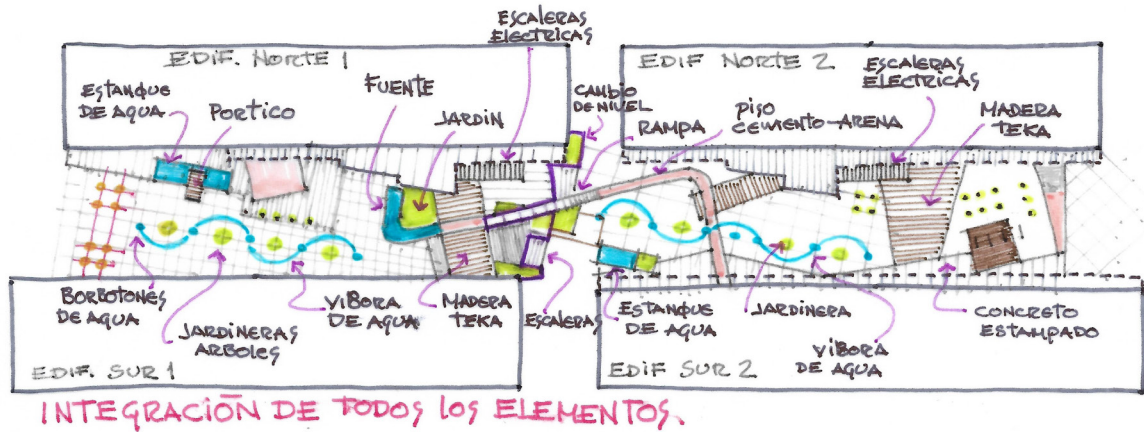 ESCALERAS
ELECTRICAS
EDIF. NORTE 1
EDIF NORTE 2
ESCALERAS
ELECTRICAS
ESTANQUE
DE AGUA
PORTICO
FUENTE
JARDIN
CAMBIO
DE NIVEL
RAMPA
PISO
CEMENTO-ARENA
MADERA
TEKA
BORBOTONES
DE AGUA
JARDINERAS
ARBOLES
VIBORA
DE AGUA
MADERA
TEKA
ESCALERAS
ESTANQUE
DE AGUA
JARDINERA
VIBORA
DE AGUA
CONCRETO
ESTAMPADO
EDIF. SUR 1
EDIF SUR 2
INTEGRACIÓN DE TODOS LOS ELEMENTOS.